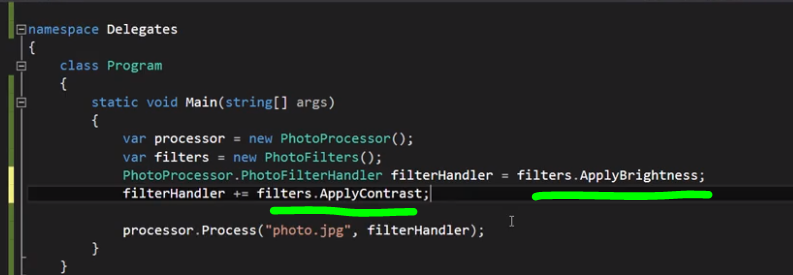 namespace Delegates
{
class Program
{
static void Main(string[] args)
{
var processor = new PhotoProcessor();
var filters = new PhotoFilters();
PhotoProcessor.PhotoFilterHandler filterHandler = filters.ApplyBrightness;
filterHandler += filters.ApplyContrast;
processor.Process("photo.jpg", filterHandler);
}
}